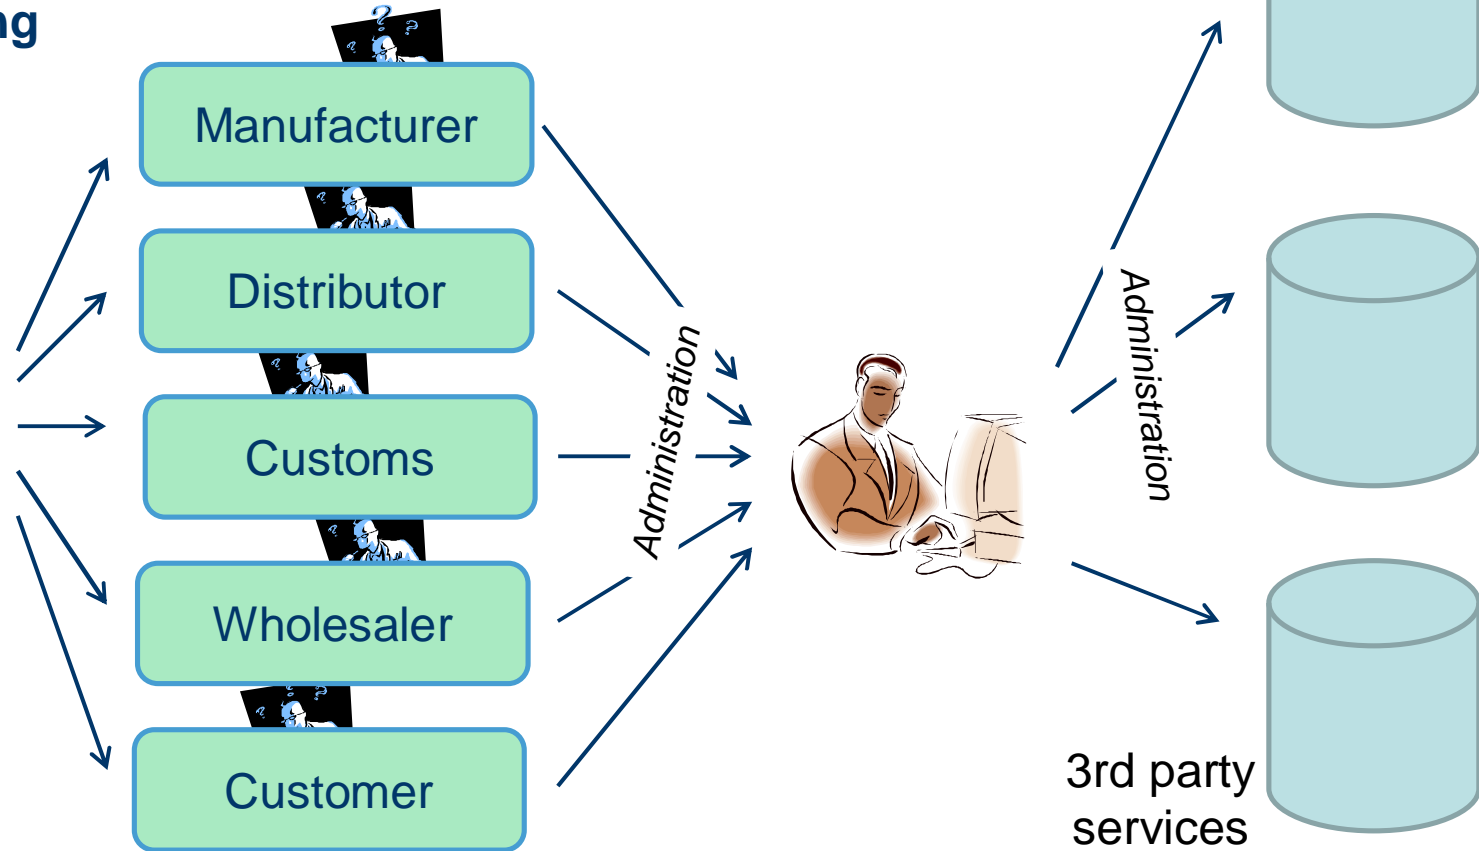 ng
Manufacturer
Distributor
Customs
Wholesaler
Customer
Administration
Administration
3rd party
services